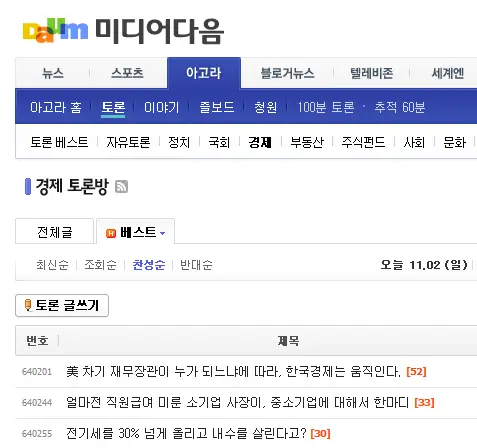 Daum 미디어다음
뉴스 스포츠 아고라 블로거뉴스 텔레비존 세계엔
아고라 홈 토론 이야기 즐보드 청원 100분 토론 · 추적 60분
토론 베스트 자유토론 정치 국회 경제 부동산 주식펀드 사회 문화
경제 토론방
전체글 H 베스트
최신순 조회순 찬성순 반대순 오늘 11.02 (일)
토론 글쓰기
번호 제목
640201 美 차기 재무장관이 누가 되느냐에 따라, 한국경제는 움직인다. [52]
640244 얼마전 직원급여 미룬 소기업 사장이, 중소기업에 대해서 한마디 [33]
640255 전기세를 30% 넘게 올리고 내수를 살린다고? [30]